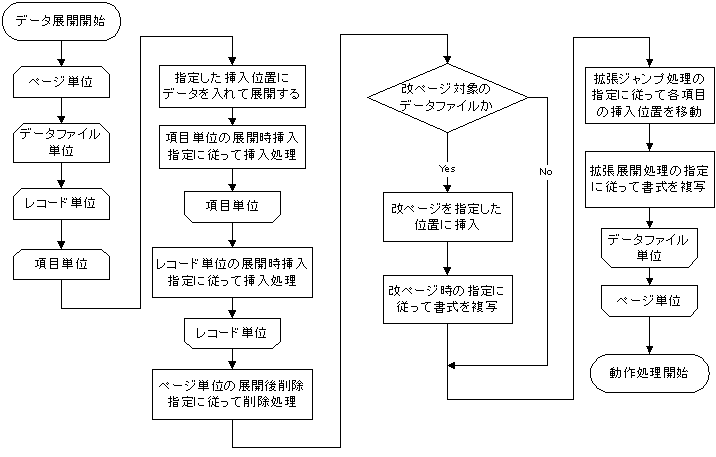 データ展開開始
ページ単位
データファイル
単位
レコード単位
項目単位
指定した挿入位置に
データを入れて展開する
項目単位の展開時挿入
指定に従って挿入処理
項目単位
レコード単位の展開時挿入
指定に従って挿入処理
レコード単位
ページ単位の展開後削除
指定に従って削除処理
改ページ対象の
データファイルか
Yes
No
改ページを指定した
位置に挿入
改ページ時の指定に
従って書式を複写
拡張ジャンプ処理の
指定に従って各項目
の挿入位置を移動
拡張展開処理の指定
に従って書式を複写
データファイル
単位
ページ単位
動作処理開始